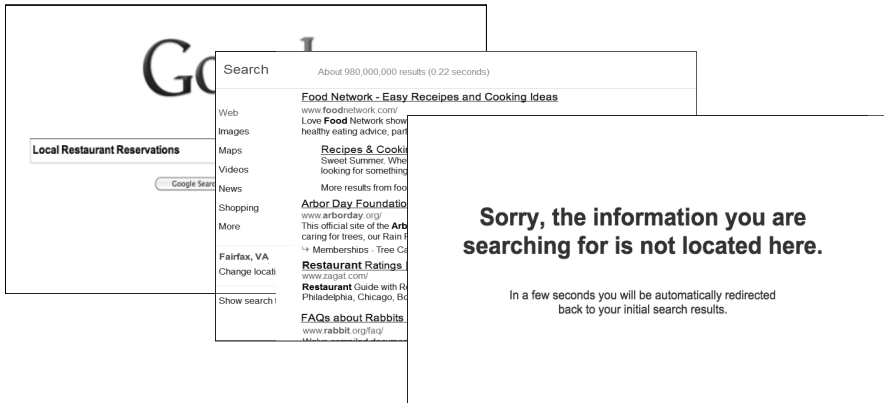 Local Restaurant Reservations
Google Searc
Search
About 980,000,000 results (0.22 seconds)
Web
Images
Maps
Videos
News
Shopping
More
Fairfax, VA
Change locati
Show search
Food Network - Easy Receipes and Cooking Ideas
www.foodnetwork.com/
Love Food Network show
healthy eating advice, part
Recipes & Cooki
Sweet Summer. Whe
looking for something
More results from foo
Arbor Day Foundatio
www.arborday.org/
This official site of the Arb
caring for trees, our Rain F
↳ Memberships - Tree Ca
Restaurant Ratings
www.zagat.com/
Restaurant Guide with R
Philadelphia, Chicago, Bo
FAQs about Rabbits
www.rabbit.org/faq/
Sorry, the information you are
searching for is not located here.
In a few seconds you will be automatically redirected
back to your initial search results.